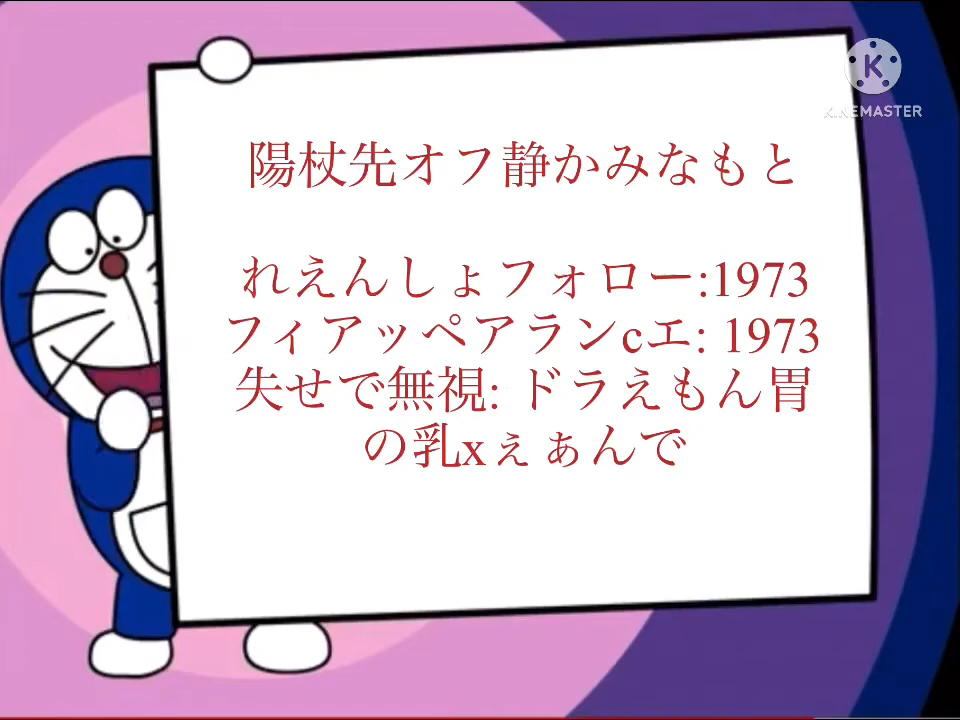 KINEMASTER
陽杖先オフ静かみなもと
れえんしょフォロー:1973
フィアッペアランcエ: 1973
失せで無視: ドラえもん胃
の乳xぇぁんで